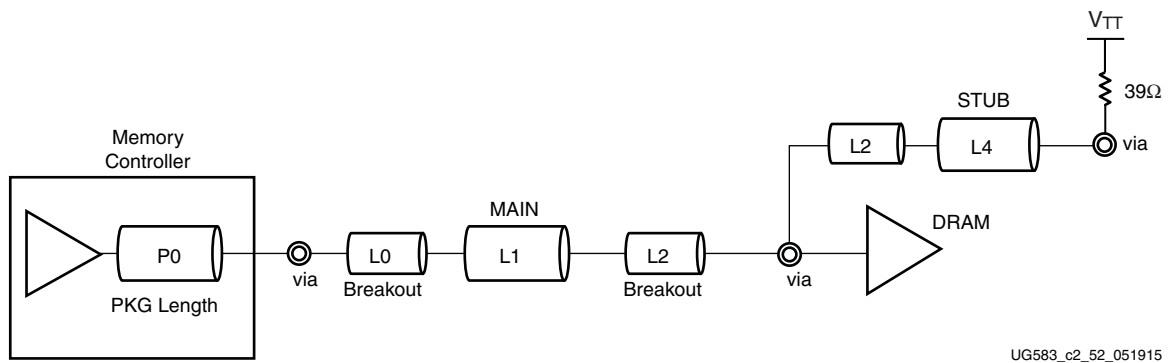 VTT
39Ω
STUB
L2
L4
via
Memory
Controller
MAIN
DRAM
P0
L0
L1
L2
via
via
Breakout
Breakout
PKG Length
UG583_c2_52_051915